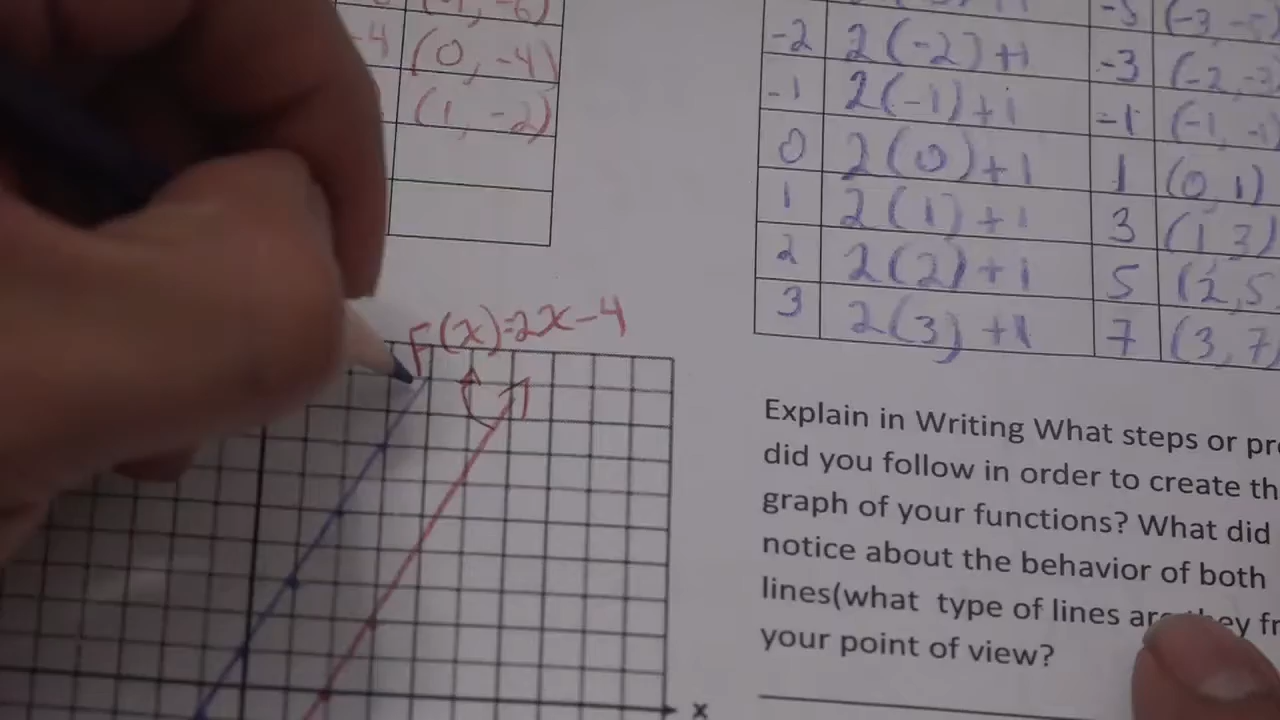 -4 (0, -4)
(1, -2)
-2 2(-2)+1 -3
-1 2(-1)+1 -1 (-1, -1)
0 2(0)+1 1 (0,1)
1 2(1)+1 3 (1,3)
2 2(2)+1 5 (2,5
3 2(3)+1 7 (3,7)
F(x)=2x-4
Explain in Writing What steps or
did you follow in order to create
graph of your functions? What did
notice about the behavior of both
lines(what type of lines are they
your point of view?
x